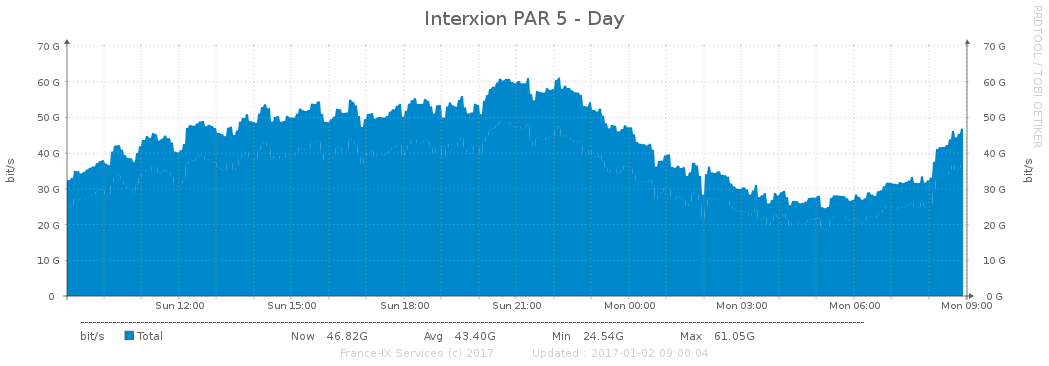 Interxion PAR 5 - Day
RRDTOOL / TOBI OETIKER
70 G 70 G
60 G 60 G
50 G 50 G
40 G 40 G
30 G 30 G
20 G 20 G
10 G 10 G
0 0 G
bit/s
bit/s
Sun 12:00 Sun 15:00 Sun 18:00 Sun 21:00 Mon 00:00 Mon 03:00 Mon 06:00 Mon 09:00
bit/s Total Now 46.82G Avg 43.40G Min 24.54G Max 61.05G
France-IX Services (c) 2017 Updated : 2017-01-02 09:00:04